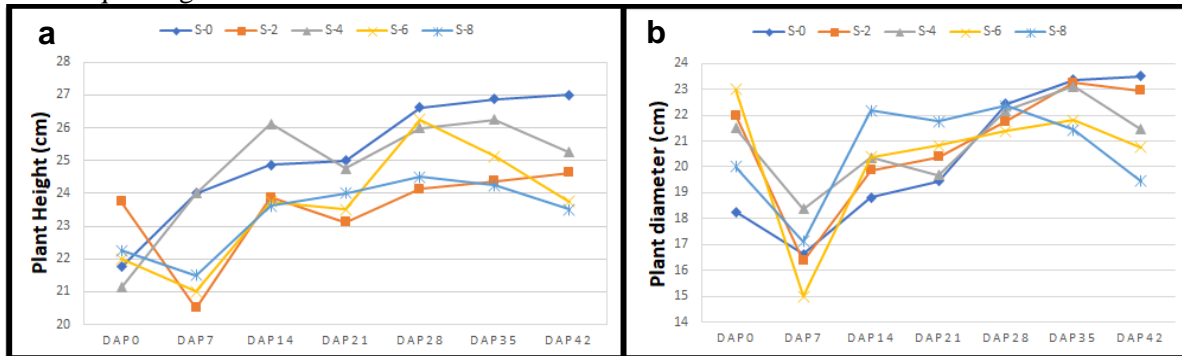 a
S-0 S-2 S-4 S-6 S-8
Plant Height (cm)
28
27
26
25
24
23
22
21
20
DAP0 DAP7 DAP14 DAP21 DAP28 DAP35 DAP42
b
S-0 S-2 S-4 S-6 S-8
Plant diameter (cm)
24
23
22
21
20
19
18
17
16
15
14
DAP0 DAP7 DAP14 DAP21 DAP28 DAP35 DAP42